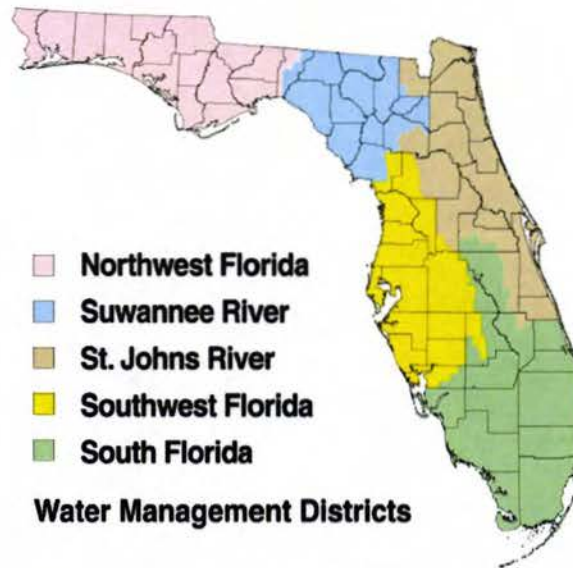 Northwest Florida
Suwannee River
St. Johns River
Southwest Florida
South Florida
Water Management Districts